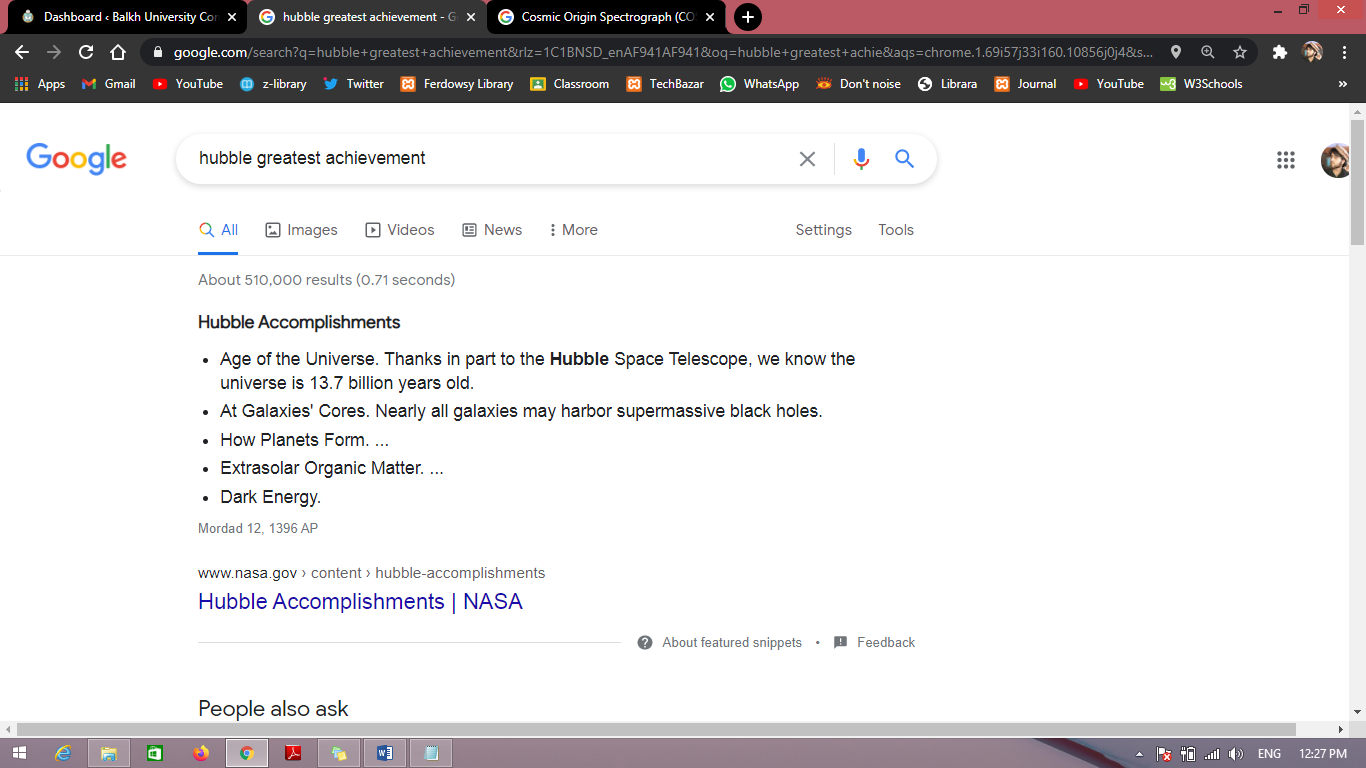 Dashboard ‹ Balkh University Con
hubble greatest achievement - G
Cosmic Origin Spectrograph (CO
google.com/search?q=hubble+greatest+achievement&rlz=1C1BNSD_enAF941AF941&oq=hubble+greatest+achie&aqs=chrome.1.69i57j33i160.10856j0j4&s...
Apps Gmail YouTube z-library Twitter Ferdowsy Library Classroom TechBazar WhatsApp Don't noise Librara Journal YouTube W3Schools »
Google
hubble greatest achievement
All Images Videos News More Settings Tools
About 510,000 results (0.71 seconds)
Hubble Accomplishments
• Age of the Universe. Thanks in part to the Hubble Space Telescope, we know the
universe is 13.7 billion years old.
• At Galaxies' Cores. Nearly all galaxies may harbor supermassive black holes.
• How Planets Form. ...
• Extrasolar Organic Matter. ...
• Dark Energy.
Mordad 12, 1396 AP
www.nasa.gov › content › hubble-accomplishments
Hubble Accomplishments | NASA
About featured snippets • Feedback
People also ask
ENG 12:27 PM